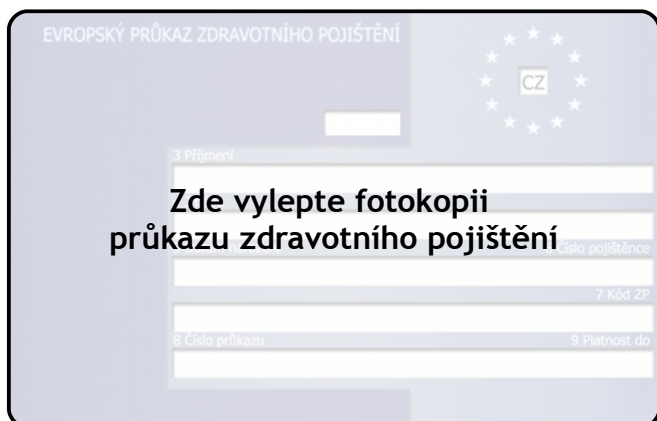 EVROPSKÝ PRŮKAZ ZDRAVOTNÍHO POJIŠTĚNÍ
CZ
3 Příjmení
Zde vylepte fotokopii
průkazu zdravotního pojištění
Číslo pojištěnce
7 Kód ZP
8 Číslo průkazu
9 Platnost do